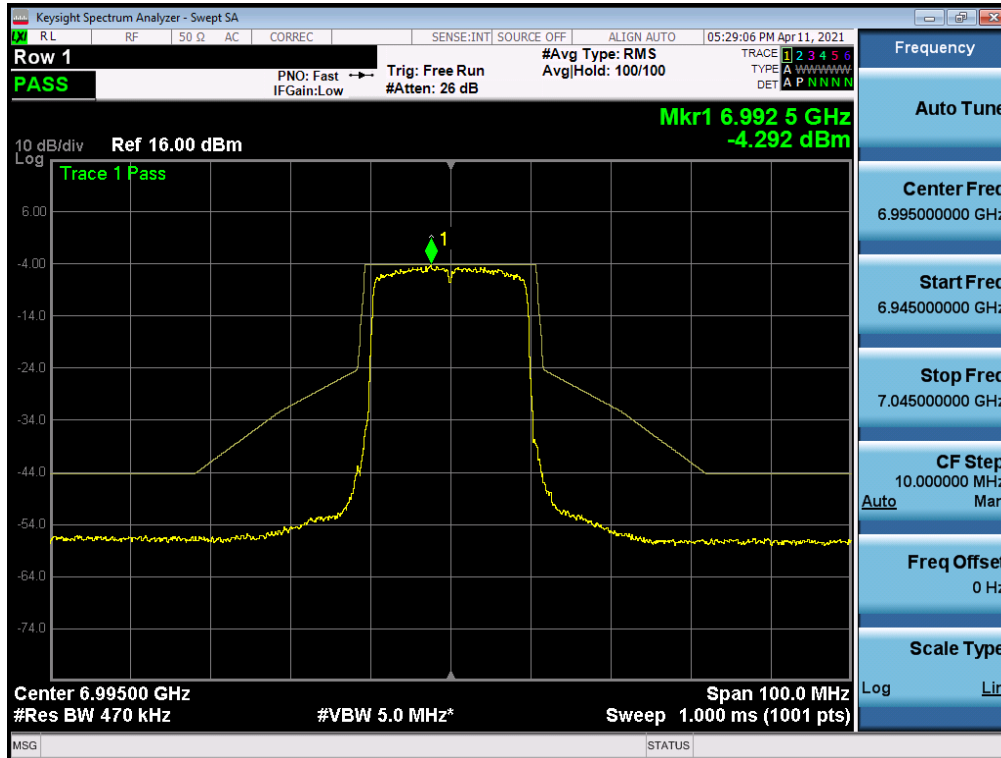 Keysight Spectrum Analyzer - Swept SA
LXI RL RF 50 Ω AC CORREC SENSE:INT SOURCE OFF ALIGN AUTO 05:29:06 PM Apr 11, 2021
Row 1
PASS
PNO: Fast
IFGain:Low
Trig: Free Run
#Atten: 26 dB
#Avg Type: RMS
Avg|Hold: 100/100
TRACE 1 2 3 4 5 6
TYPE A WWWWW
DET A P N N N N
Mkr1 6.992 5 GHz
-4.292 dBm
10 dB/div
Log
Ref 16.00 dBm
Trace 1 Pass
1
6.00
-4.00
-14.0
-24.0
-34.0
-44.0
-54.0
-64.0
-74.0
Center 6.99500 GHz
Span 100.0 MHz
#Res BW 470 kHz
#VBW 5.0 MHz*
Sweep 1.000 ms (1001 pts)
MSG
STATUS
Frequency
Auto Tune
Center Freq
6.995000000 GHz
Start Freq
6.945000000 GHz
Stop Freq
7.045000000 GHz
CF Step
10.000000 MHz
Auto Man
Freq Offset
0 Hz
Scale Type
Log Lin